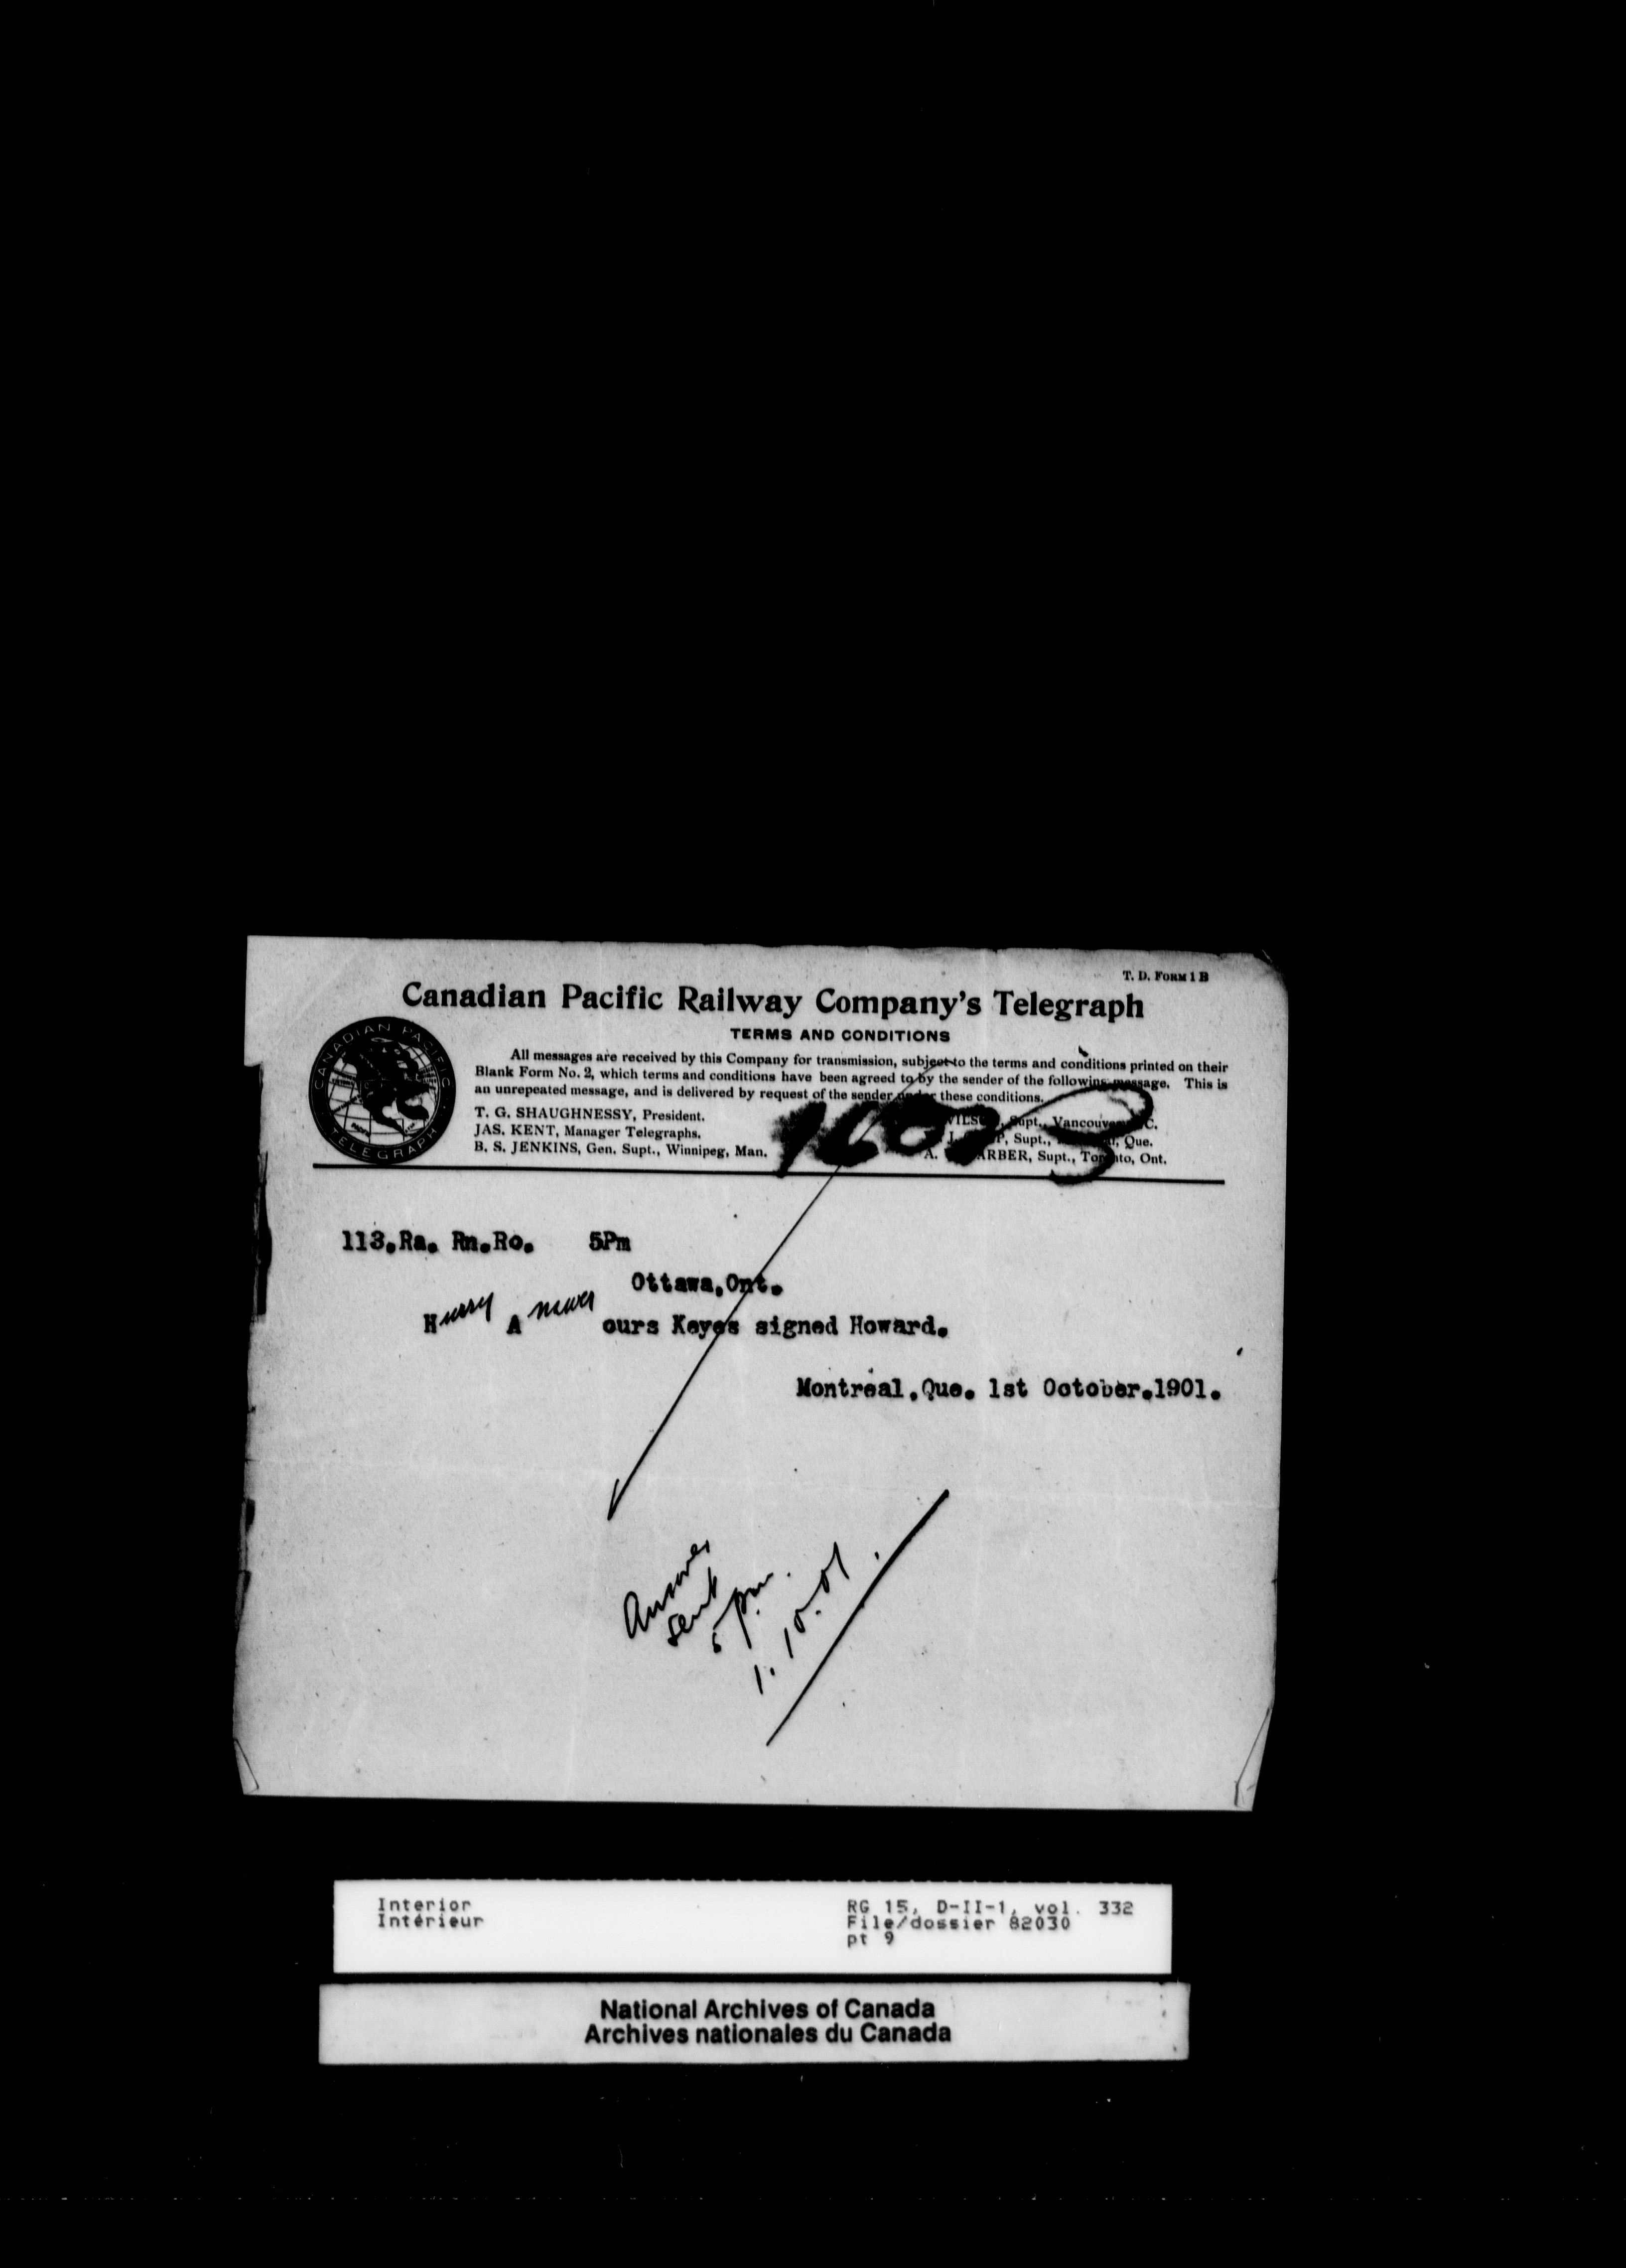 T. D. FORM 1 B
Canadian Pacific Railway Company's Telegraph
TERMS AND CONDITIONS
All messages are received by this Company for transmission, subject to the terms and conditions printed on their
Blank Form No. 2, which terms and conditions have been agreed to by the sender of the following message. This is
an unrepeated message, and is delivered by request of the sender under these conditions.
CANADIAN PACIFIC
TELEGRAPH
T. G. SHAUGHNESSY, President.
JAS. KENT, Manager Telegraphs.
B. S. JENKINS, Gen. Supt., Winnipeg, Man.
Supt., Vancouver
Supt., Que.
A. Supt., Toronto, Ont.
113.Ra. Rn.Ro. 5Pm
Ottawa,Ont.
Hurry Answer ours Keyes signed Howard.
Montreal,Que. 1st October.1901.
Answer
sent
5 pm.
1.10.01
Interior
Intérieur
RG 15, D-II-1, vol. 332
File/dossier 82030
pt 9
National Archives of Canada
Archives nationales du Canada